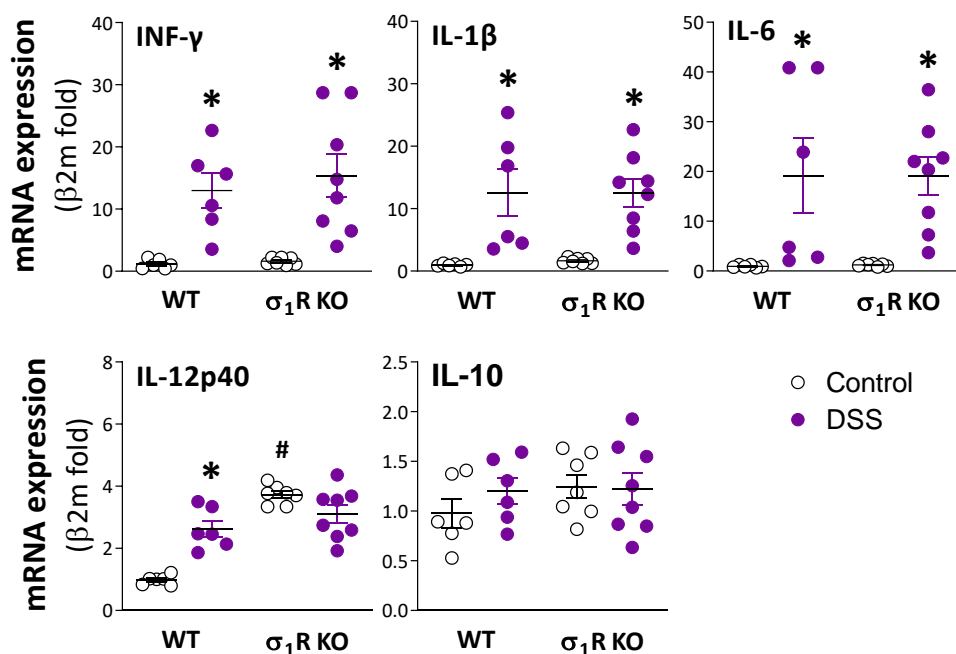 mRNA expression
(β2m fold)
INF-γ
40
30
20
10
0
*
*
WT
σ₁R KO
IL-1β
40
30
20
10
0
*
*
WT
σ₁R KO
IL-6
50
40
30
20
10
0
*
*
WT
σ₁R KO
mRNA expression
(β2m fold)
IL-12p40
8
6
4
2
0
*
#
WT
σ₁R KO
IL-10
2.5
2.0
1.5
1.0
0.5
0.0
WT
σ₁R KO
Control
DSS